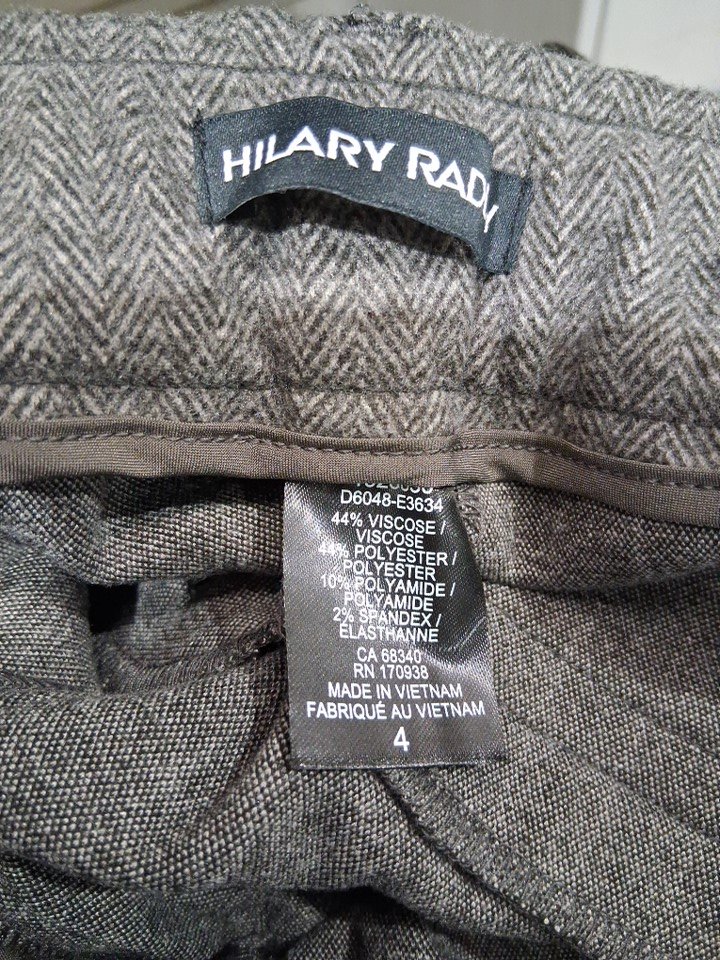 HILARY RADLEY
D6048-E3634
44% VISCOSE /
VISCOSE
44% POLYESTER /
POLYESTER
10% POLYAMIDE /
POLYAMIDE
2% SPANDEX /
ÉLASTHANNE
CA 68340
RN 170938
MADE IN VIETNAM
FABRIQUÉ AU VIETNAM
4